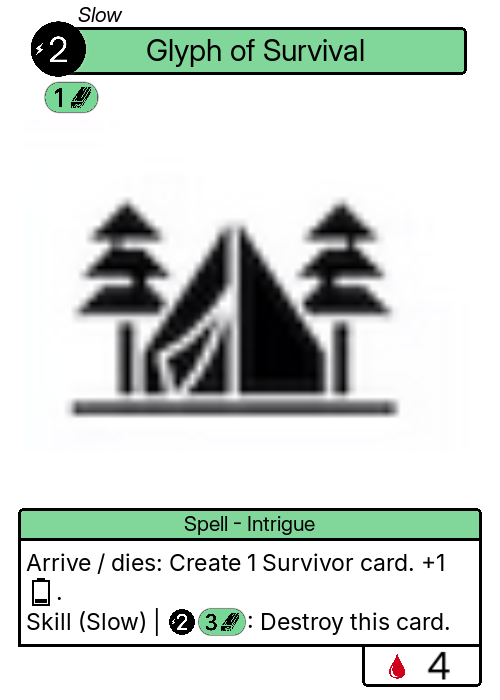 Slow
2 Glyph of Survival
1
Spell - Intrigue
Arrive / dies: Create 1 Survivor card. +1
.
Skill (Slow) | 2 3 : Destroy this card.
4